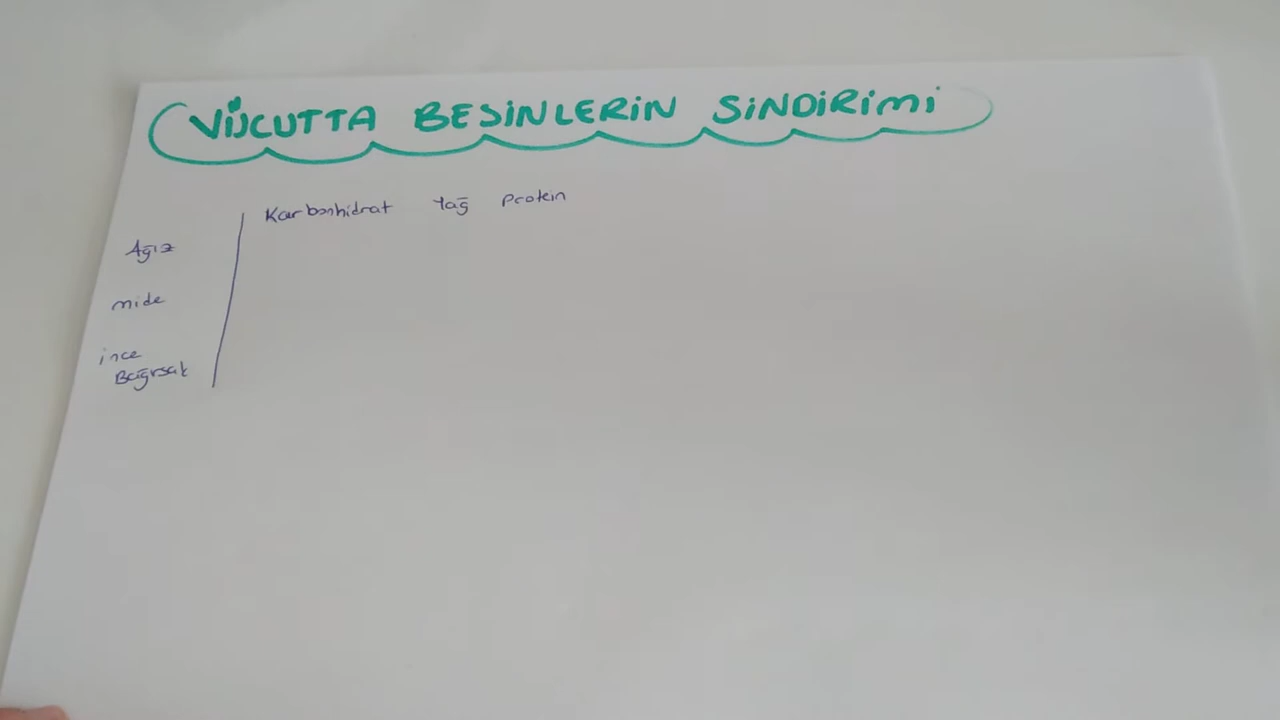 VÜCUTTA BESİNLERİN SİNDİRİMİ
Karbonhidrat Yağ Protein
Ağız
mide
ince
Bağırsak